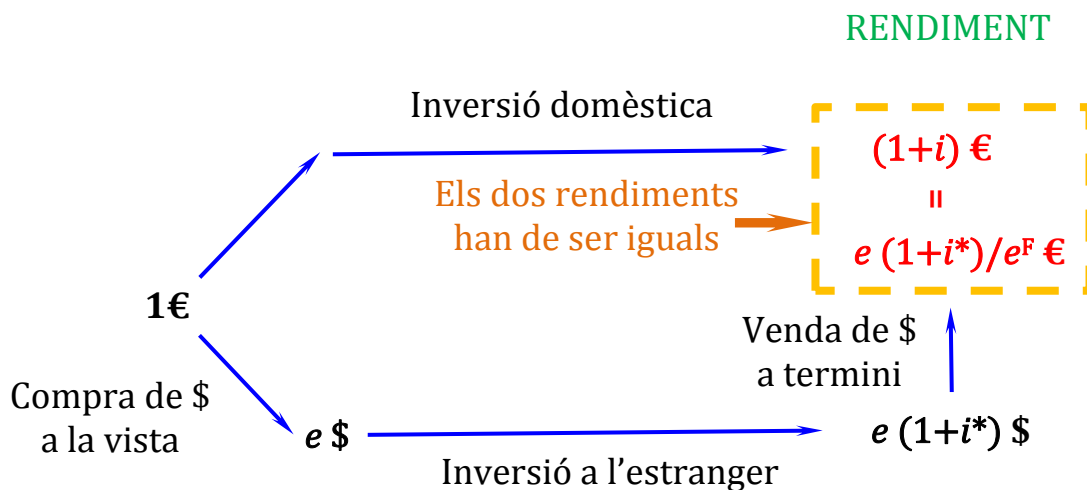 RENDIMENT
Inversió domèstica
(1+i) €
=
e (1+i*)/eᶠ €
Els dos rendiments
han de ser iguals
1€
Venda de $
a termini
Compra de $
a la vista
e $
e (1+i*) $
Inversió a l’estranger